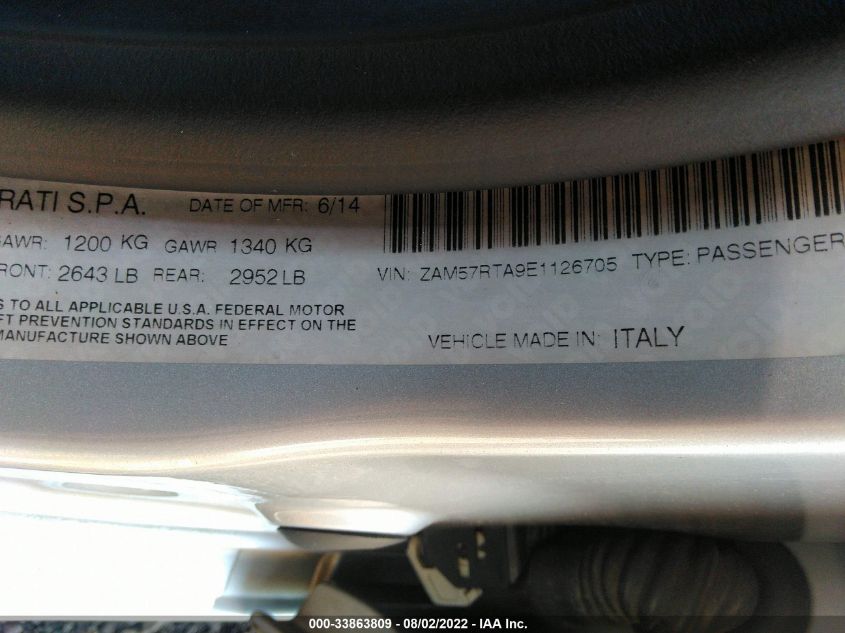 RATI S.P.A. DATE OF MFR: 6/14
GAWR: 1200 KG GAWR 1340 KG
RONT: 2643 LB REAR: 2952 LB
VIN: ZAM57RTA9E1126705 TYPE: PASSENGER
S TO ALL APPLICABLE U.S.A. FEDERAL MOTOR
FT PREVENTION STANDARDS IN EFFECT ON THE
MANUFACTURE SHOWN ABOVE
VEHICLE MADE IN: ITALY
000-33863809 - 08/02/2022 - IAA Inc.